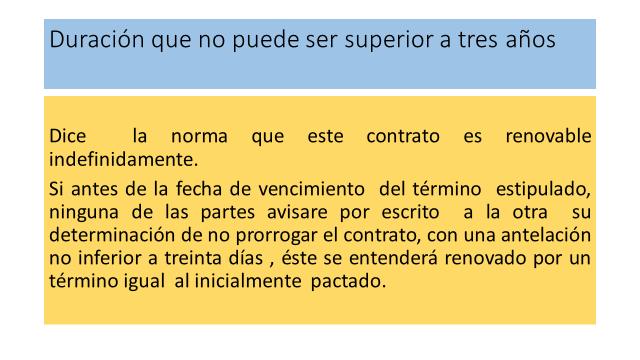 Duración que no puede ser superior a tres años
Dice la norma que este contrato es renovable
indefinidamente.
Si antes de la fecha de vencimiento del término estipulado,
ninguna de las partes avisare por escrito a la otra su
determinación de no prorrogar el contrato, con una antelación
no inferior a treinta días , éste se entenderá renovado por un
término igual al inicialmente pactado.